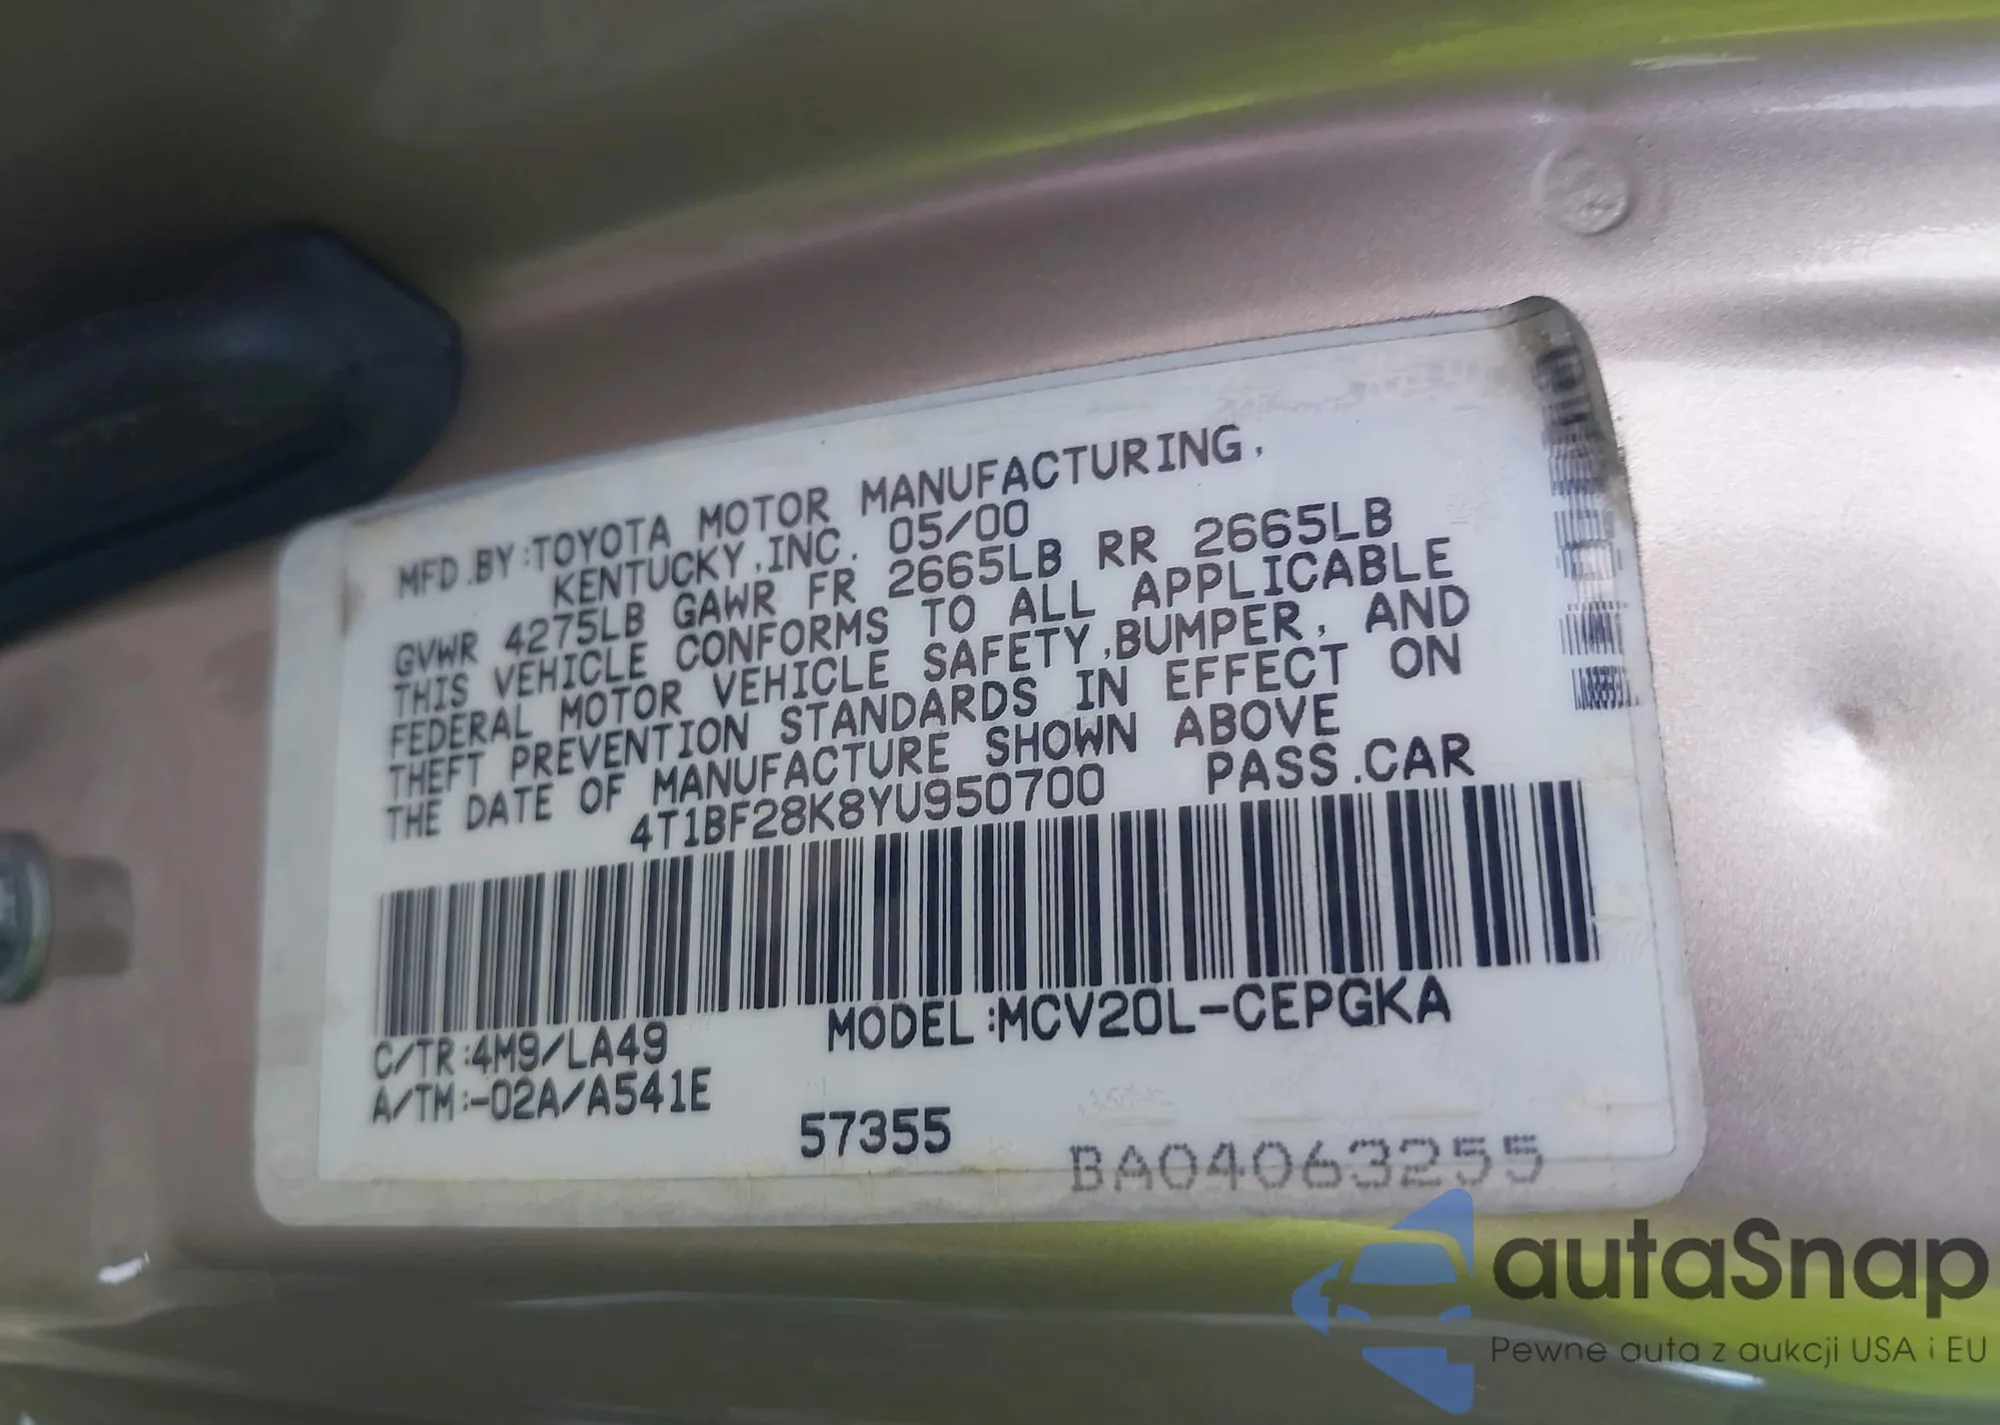 MFD.BY:TOYOTA MOTOR MANUFACTURING,
KENTUCKY,INC. 05/00
GVWR 4275LB GAWR FR 2665LB RR 2665LB
THIS VEHICLE CONFORMS TO ALL APPLICABLE
FEDERAL MOTOR VEHICLE SAFETY,BUMPER, AND
THEFT PREVENTION STANDARDS IN EFFECT ON
THE DATE OF MANUFACTURE SHOWN ABOVE
4T1BF28K8YU950700 PASS.CAR
C/TR:4M9/LA49 MODEL:MCV20L-CEPGKA
A/TM:-02A/A541E
57355 BA04063255
autaSnap
Pewne auta z aukcji USA i EU